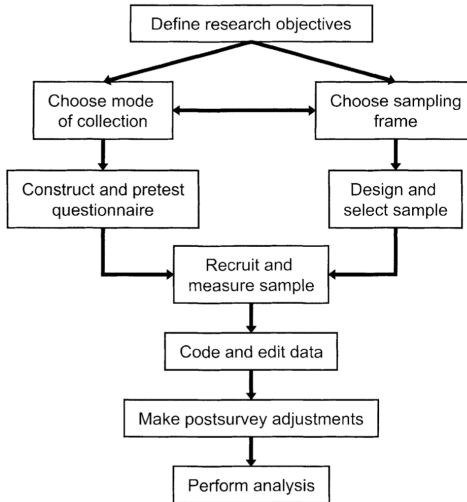 Define research objectives
Choose mode
of collection
Choose sampling
frame
Construct and pretest
questionnaire
Design and
select sample
Recruit and
measure sample
Code and edit data
Make postsurvey adjustments
Perform analysis